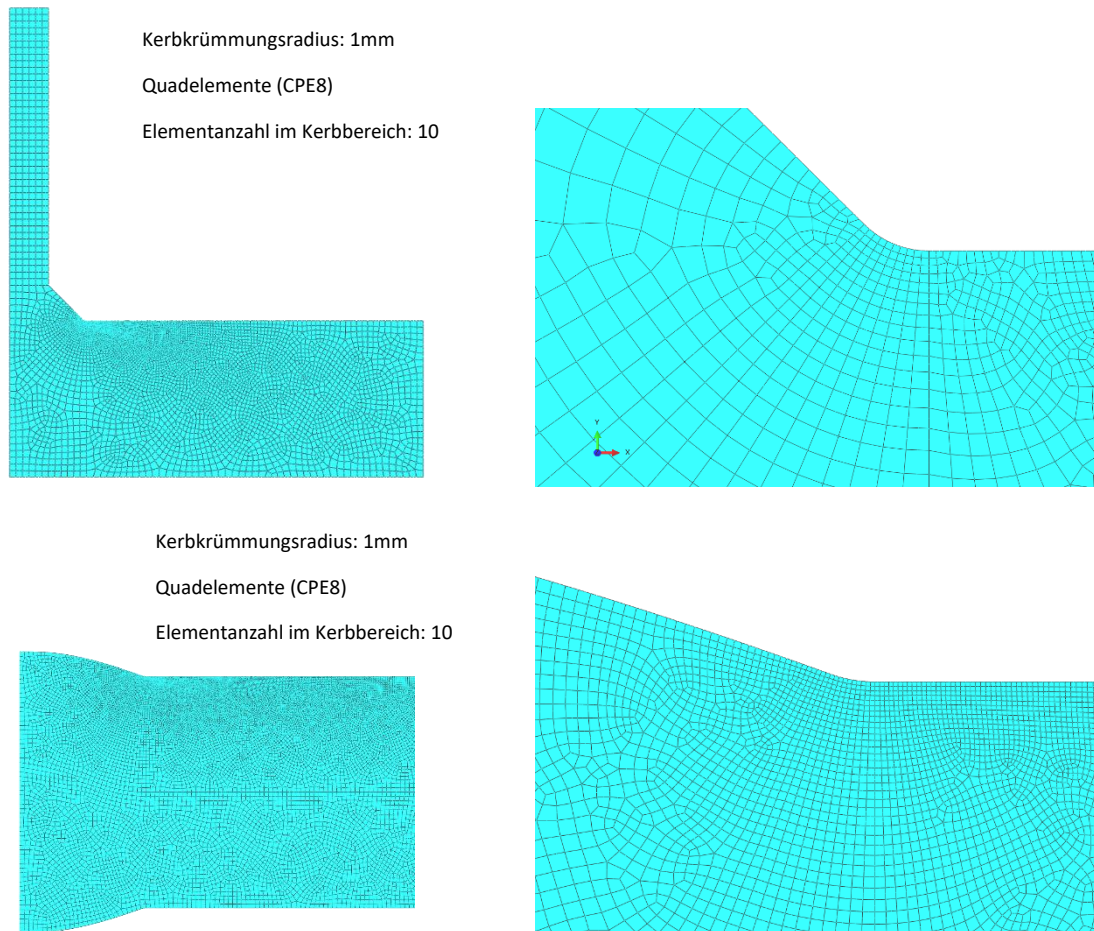 Kerbkrümmungsradius: 1mm
Quadelemente (CPE8)
Elementanzahl im Kerbbereich: 10
Y
X
Kerbkrümmungsradius: 1mm
Quadelemente (CPE8)
Elementanzahl im Kerbbereich: 10